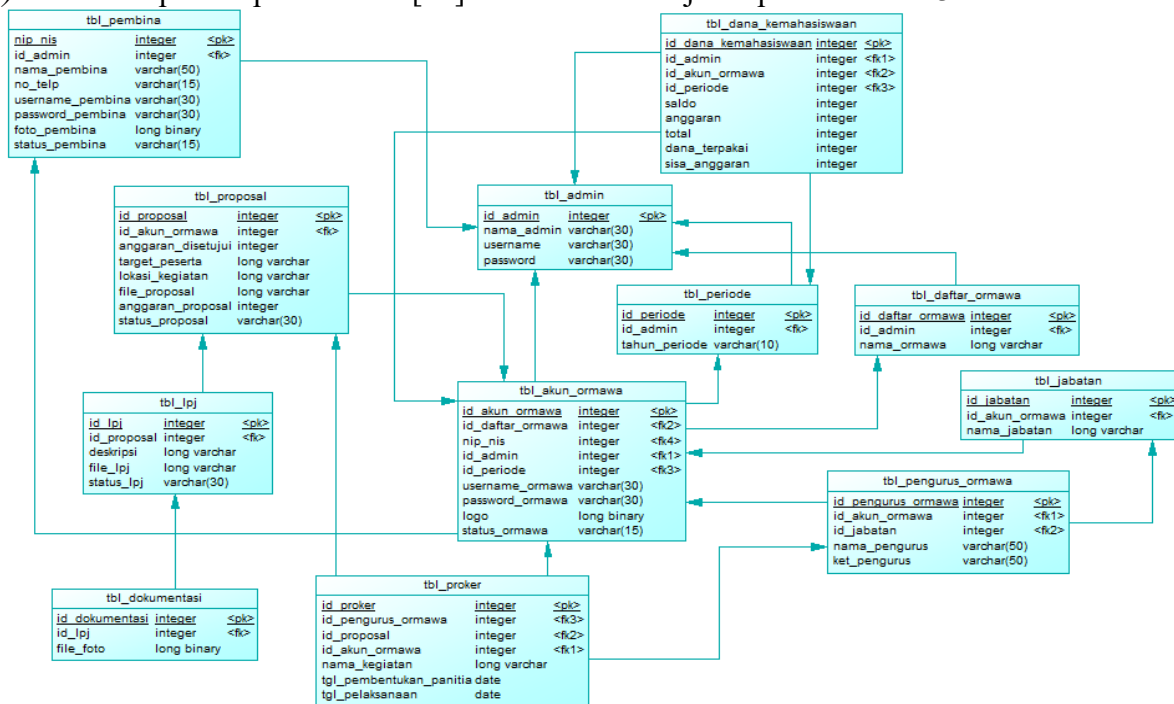 tbl_pembina
nip_nis integer <pk>
id_admin integer <fk>
nama_pembina varchar(50)
no_telp varchar(15)
username_pembina varchar(30)
password_pembina varchar(30)
foto_pembina long binary
status_pembina varchar(15)
tbl_dana_kemahasiswaan
id_dana_kemahasiswaan integer <pk>
id_admin integer <fk1>
id_akun_ormawa integer <fk2>
id_periode integer <fk3>
saldo integer
anggaran integer
total integer
dana_terpakai integer
sisa_anggaran integer
tbl_proposal
id_proposal integer <pk>
id_akun_ormawa integer <fk>
anggaran_disetujui integer
target_peserta long varchar
lokasi_kegiatan long varchar
file_proposal long varchar
anggaran_proposal integer
status_proposal varchar(30)
tbl_admin
id_admin integer <pk>
nama_admin varchar(30)
username varchar(30)
password varchar(30)
tbl_periode
id_periode integer <pk>
id_admin integer <fk>
tahun_periode varchar(10)
tbl_daftar_ormawa
id_daftar_ormawa integer <pk>
id_admin integer <fk>
nama_ormawa long varchar
tbl_lpj
id_lpj integer <pk>
id_proposal integer <fk>
deskripsi long varchar
file_lpj long varchar
status_lpj varchar(30)
tbl_akun_ormawa
id_akun_ormawa integer <pk>
id_daftar_ormawa integer <fk2>
nip_nis integer <fk4>
id_admin integer <fk1>
id_periode integer <fk3>
username_ormawa varchar(30)
password_ormawa varchar(30)
logo long binary
status_ormawa varchar(15)
tbl_jabatan
id_jabatan integer <pk>
id_akun_ormawa integer <fk>
nama_jabatan long varchar
tbl_pengurus_ormawa
id_pengurus_ormawa integer <pk>
id_akun_ormawa integer <fk1>
id_jabatan integer <fk2>
nama_pengurus varchar(50)
ket_pengurus varchar(50)
tbl_dokumentasi
id_dokumentasi integer <pk>
id_lpj integer <fk>
file_foto long binary
tbl_proker
id_proker integer <pk>
id_pengurus_ormawa integer <fk3>
id_proposal integer <fk2>
id_akun_ormawa integer <fk1>
nama_kegiatan long varchar
tgl_pembentukan_panitia date
tgl_pelaksanaan date